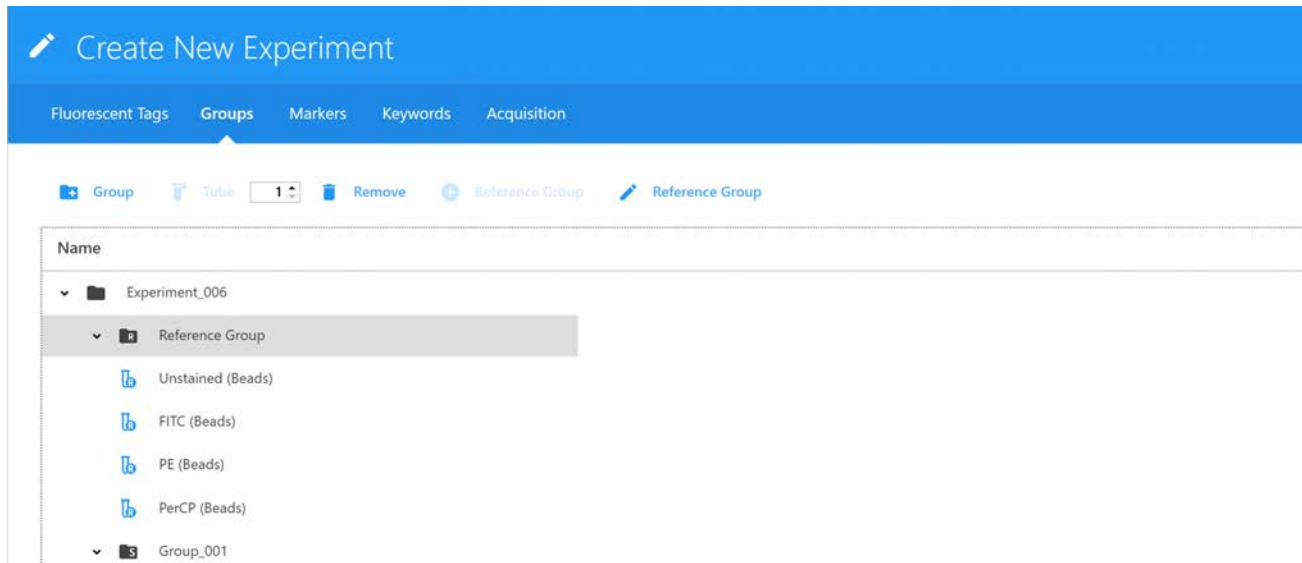 Create New Experiment
Fluorescent Tags Groups Markers Keywords Acquisition
Group Tube 1 Remove Reference Group Reference Group
Name
Experiment_006
R Reference Group
R Unstained (Beads)
R FITC (Beads)
R PE (Beads)
R PerCP (Beads)
S Group_001